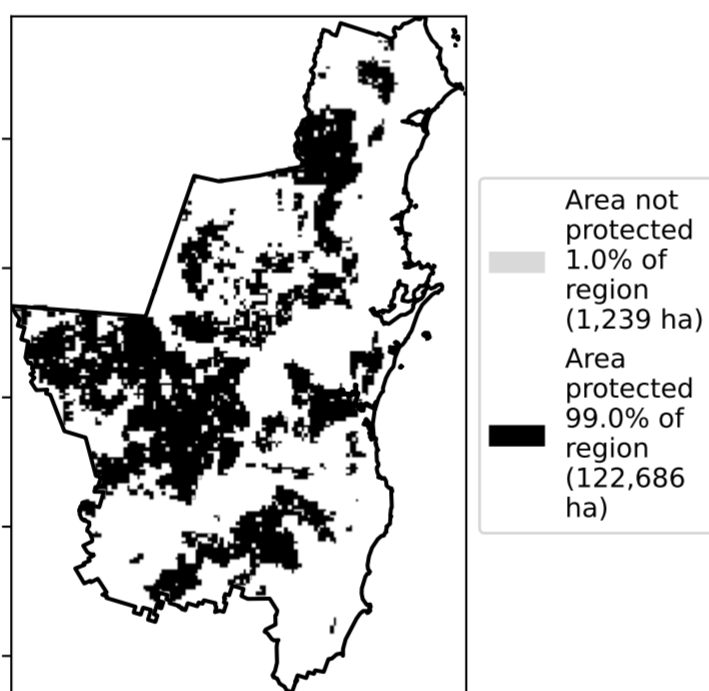 Area not
protected
1.0% of
region
(1,239 ha)
Area
protected
99.0% of
region
(122,686
ha)